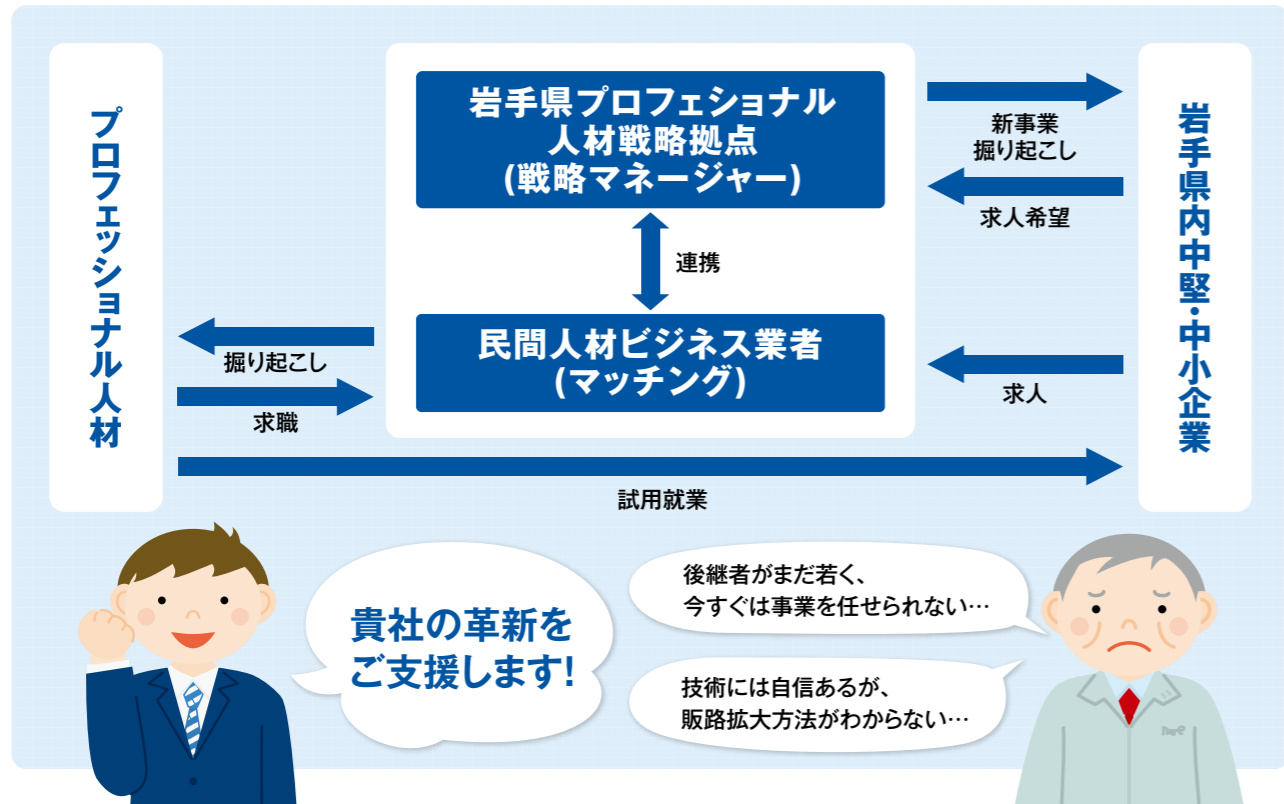 プロフェッショナル人材
岩手県プロフェショナル
人材戦略拠点
(戦略マネージャー)
連携
民間人材ビジネス業者
(マッチング)
新事業
掘り起こし
求人希望
求人
掘り起こし
求職
試用就業
岩手県内中堅・中小企業
貴社の革新を
ご支援します!
後継者がまだ若く、
今すぐは事業を任せられない…
技術には自信あるが、
販路拡大方法がわからない…